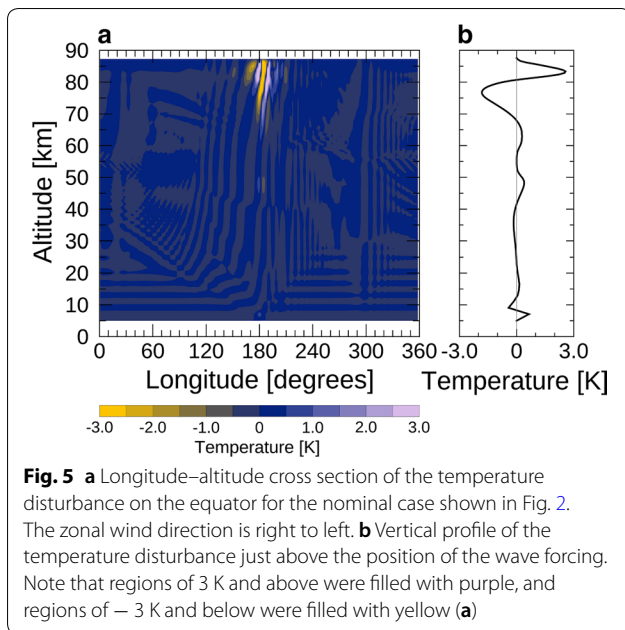 a
b
90
80
70
60
50
40
30
20
10
0
Altitude [km]
0 60 120 180 240 300 360
-3.0 0 3.0
Longitude [degrees]
Temperature [K]
-3.0 -2.0 -1.0 0 1.0 2.0 3.0
Temperature [K]
Fig. 5 a Longitude–altitude cross section of the temperature
disturbance on the equator for the nominal case shown in Fig. 2.
The zonal wind direction is right to left. b Vertical profile of the
temperature disturbance just above the position of the wave forcing.
Note that regions of 3 K and above were filled with purple, and
regions of − 3 K and below were filled with yellow (a)